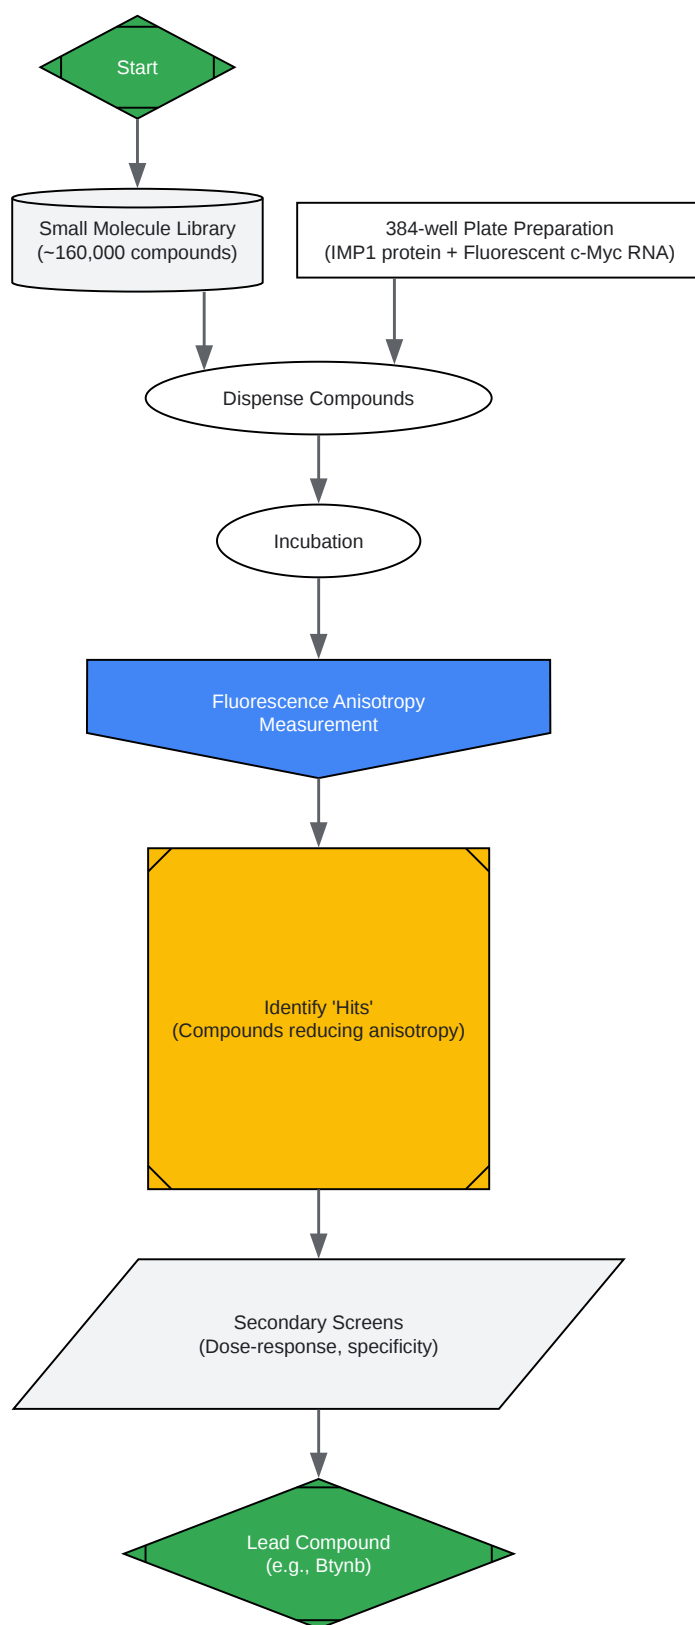 Start
Small Molecule Library
(~160,000 compounds)
384-well Plate Preparation
(IMP1 protein + Fluorescent c-Myc RNA)
Dispense Compounds
Incubation
Fluorescence Anisotropy
Measurement
Identify 'Hits'
(Compounds reducing anisotropy)
Secondary Screens
(Dose-response, specificity)
Lead Compound
(e.g., Btynb)